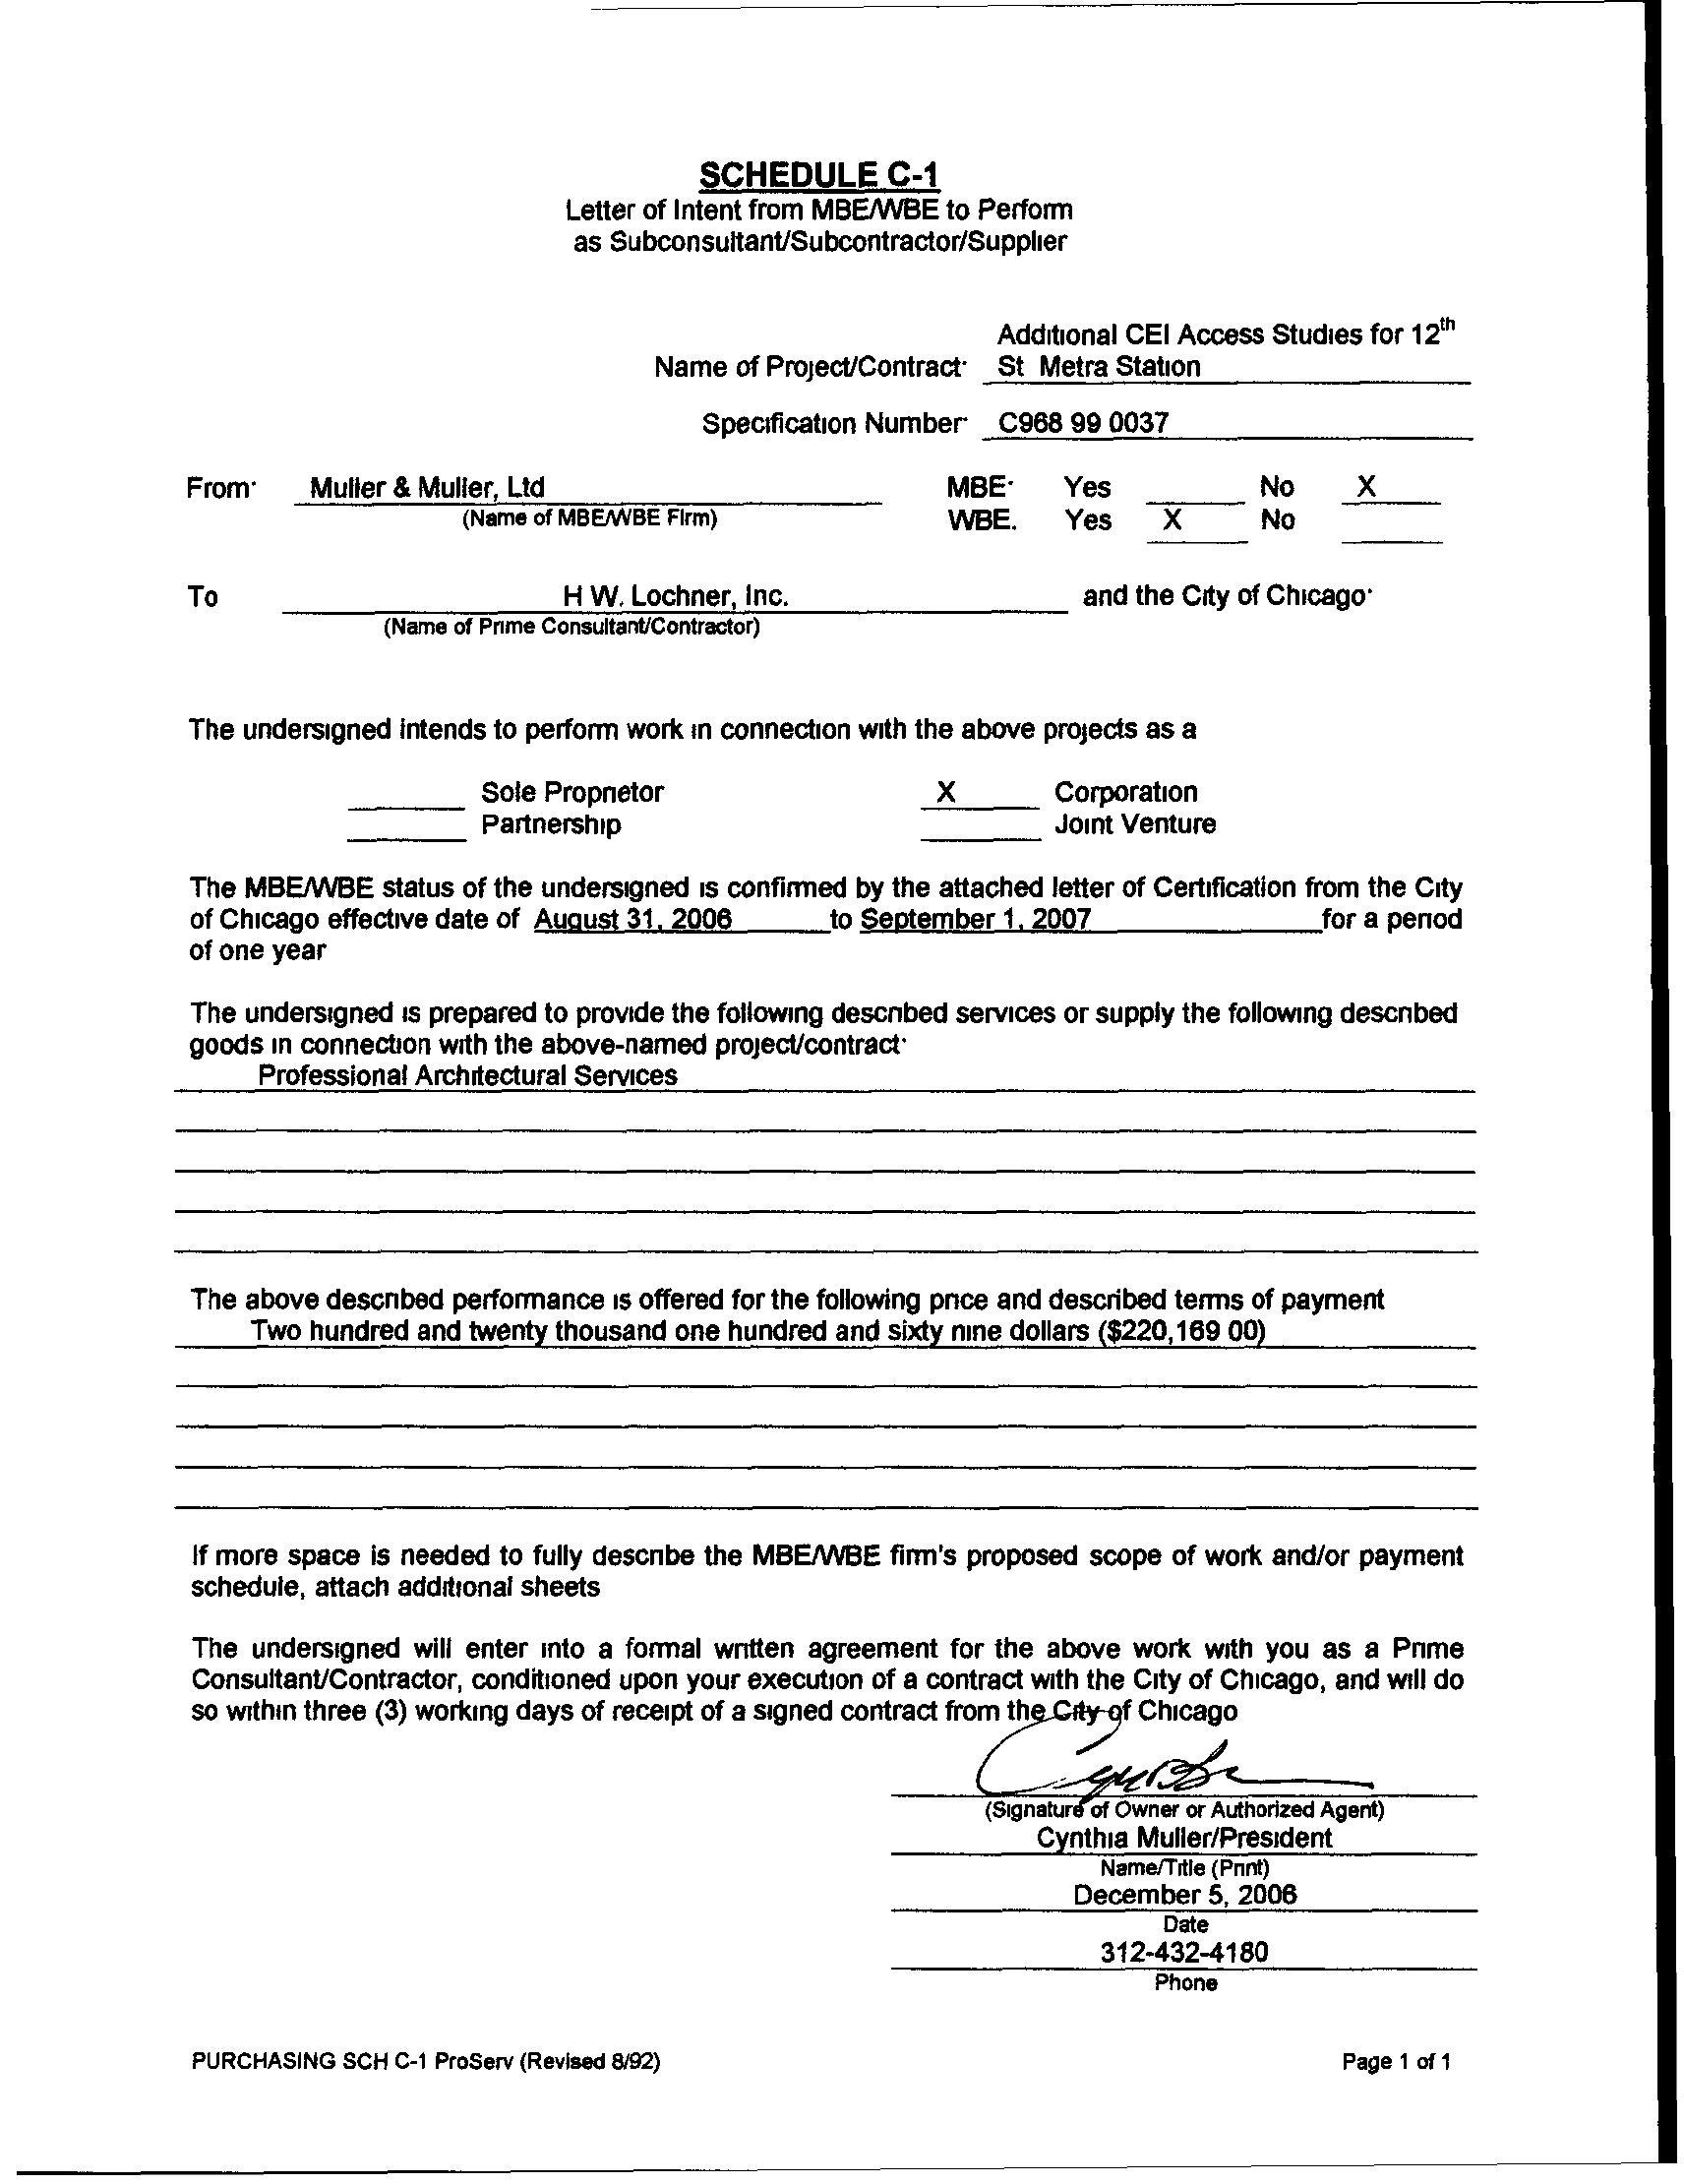 SCHEDULE C-1
Letter of Intent from MBE/WBE to Perform
as Subconsultant/Subcontractor/Supplier
Additional CEI Access Studies for 12th
Name of Project/Contract: St Metra Station
Specification Number: C968 99 0037
From: Muller & Muller, Ltd MBE: Yes No X
(Name of MBE/WBE Firm) WBE. Yes X No
To H W. Lochner, Inc. and the City of Chicago:
(Name of Prime Consultant/Contractor)
The undersigned intends to perform work in connection with the above projects as a
Sole Proprietor X Corporation
Partnership Joint Venture
The MBE/WBE status of the undersigned is confirmed by the attached letter of Certification from the City
of Chicago effective date of August 31, 2006 to September 1, 2007 for a period
of one year
The undersigned is prepared to provide the following described services or supply the following described
goods in connection with the above-named project/contract:
Professional Architectural Services
The above described performance is offered for the following price and described terms of payment
Two hundred and twenty thousand one hundred and sixty nine dollars ($220,169 00)
If more space is needed to fully describe the MBE/WBE firm's proposed scope of work and/or payment
schedule, attach additional sheets
The undersigned will enter into a formal written agreement for the above work with you as a Prime
Consultant/Contractor, conditioned upon your execution of a contract with the City of Chicago, and will do
so within three (3) working days of receipt of a signed contract from the City of Chicago
(Signature of Owner or Authorized Agent)
Cynthia Muller/President
Name/Title (Print)
December 5, 2006
Date
312-432-4180
Phone
PURCHASING SCH C-1 ProServ (Revised 8/92) Page 1 of 1